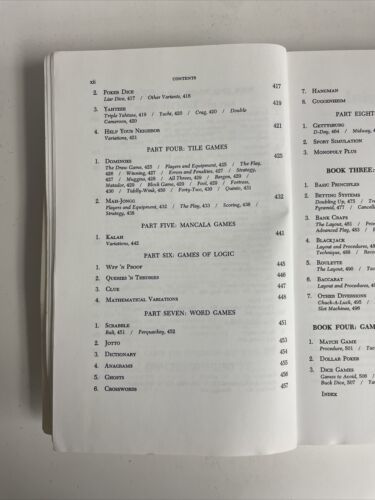 xii
CONTENTS
2. POKER DICE 417
Liar Dice, 417 / Other Variants, 418
3. YAHTZEE 419
Triple Yahtzee, 420 / Yacht, 420 / Crag, 420 / Double
Cameroon, 420
4. HELP YOUR NEIGHBOR 421
Variations, 421
PART FOUR: TILE GAMES
1. DOMINOES 425
The Draw Game, 425 / Players and Equipment, 425 / The Play,
426 / Winning, 427 / Errors and Penalties, 427 / Strategy,
427 / Muggins, 428 / All Threes, 429 / Bergen, 429 /
Matador, 429 / Block Game, 429 / Pool, 429 / Fortress,
430 / Tiddly-Wink, 430 / Forty-Two, 430 / Quinto, 431
2. MAH-JONGG 432
Players and Equipment, 432 / The Play, 433 / Scoring, 438 /
Strategy, 438
PART FIVE: MANCALA GAMES
1. KALAH 441
Variations, 442
PART SIX: GAMES OF LOGIC
1. WFF 'N PROOF 445
2. QUERIES 'N THEORIES 446
3. CLUE 447
4. MATHEMATICAL VARIATIONS 448
PART SEVEN: WORD GAMES
1. SCRABBLE 451
Bali, 451 / Perquackey, 452
2. JOTTO 453
3. DICTIONARY 454
4. ANAGRAMS 455
5. GHOSTS 456
6. CROSSWORDS 457
7. HANGMAN
8. GUGGENHEIM
PART EIGHT
1. GETTYSBURG
D-Day, 464 / Midway, 4
2. SPORT SIMULATION
3. MONOPOLY PLUS
BOOK THREE:
1. BASIC PRINCIPLES
2. BETTING SYSTEMS
Doubling Up, 475 /
Pyramid, 477 / Cancell
3. BANK CRAPS
The Layout, 481 /
Advanced Play, 485 /
4. BLACKJACK
Layout and Procedures, 48
Technique, 488 /
5. ROULETTE
The Layout, 490 /
6. BACCARAT
Layout and Procedures, 4
7. OTHER DIVERSIONS
Chuck-A-Luck, 495 /
Slot Machines, 496
BOOK FOUR: GAM
1. MATCH GAME
Procedure, 501 /
2. DOLLAR POKER
3. DICE GAMES
Games to Avoid, 506
Buck Dice, 507 /
INDEX